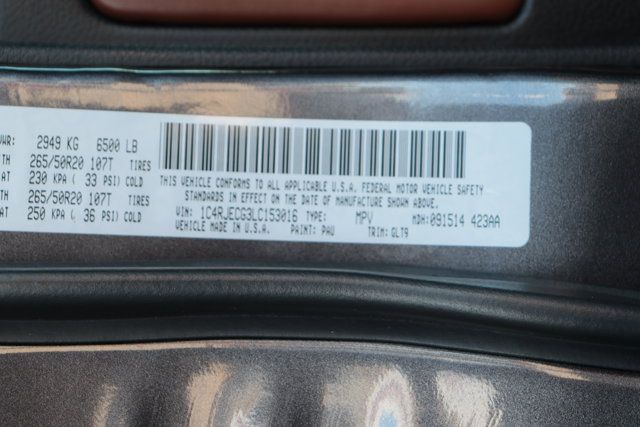 WR: 2949 KG 6500 LB
TH 265/50R20 107T TIRES
AT 230 KPA ( 33 PSI) COLD
TH 265/50R20 107T TIRES
AT 250 KPA ( 36 PSI) COLD
THIS VEHICLE CONFORMS TO ALL APPLICABLE U.S.A. FEDERAL MOTOR VEHICLE SAFETY
STANDARDS IN EFFECT ON THE DATE OF MANUFACTURE SHOWN ABOVE.
VIN: 1C4RJECG3LC153016 TYPE: MPV MDH: 091514 423AA
VEHICLE MADE IN U.S.A. PAINT: PAU TRIM: GLT9